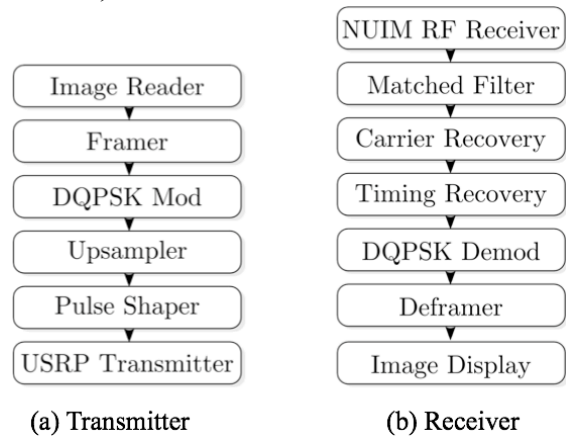 Image Reader
Framer
DQPSK Mod
Upsampler
Pulse Shaper
USRP Transmitter
(a) Transmitter
NUIM RF Receiver
Matched Filter
Carrier Recovery
Timing Recovery
DQPSK Demod
Deframer
Image Display
(b) Receiver